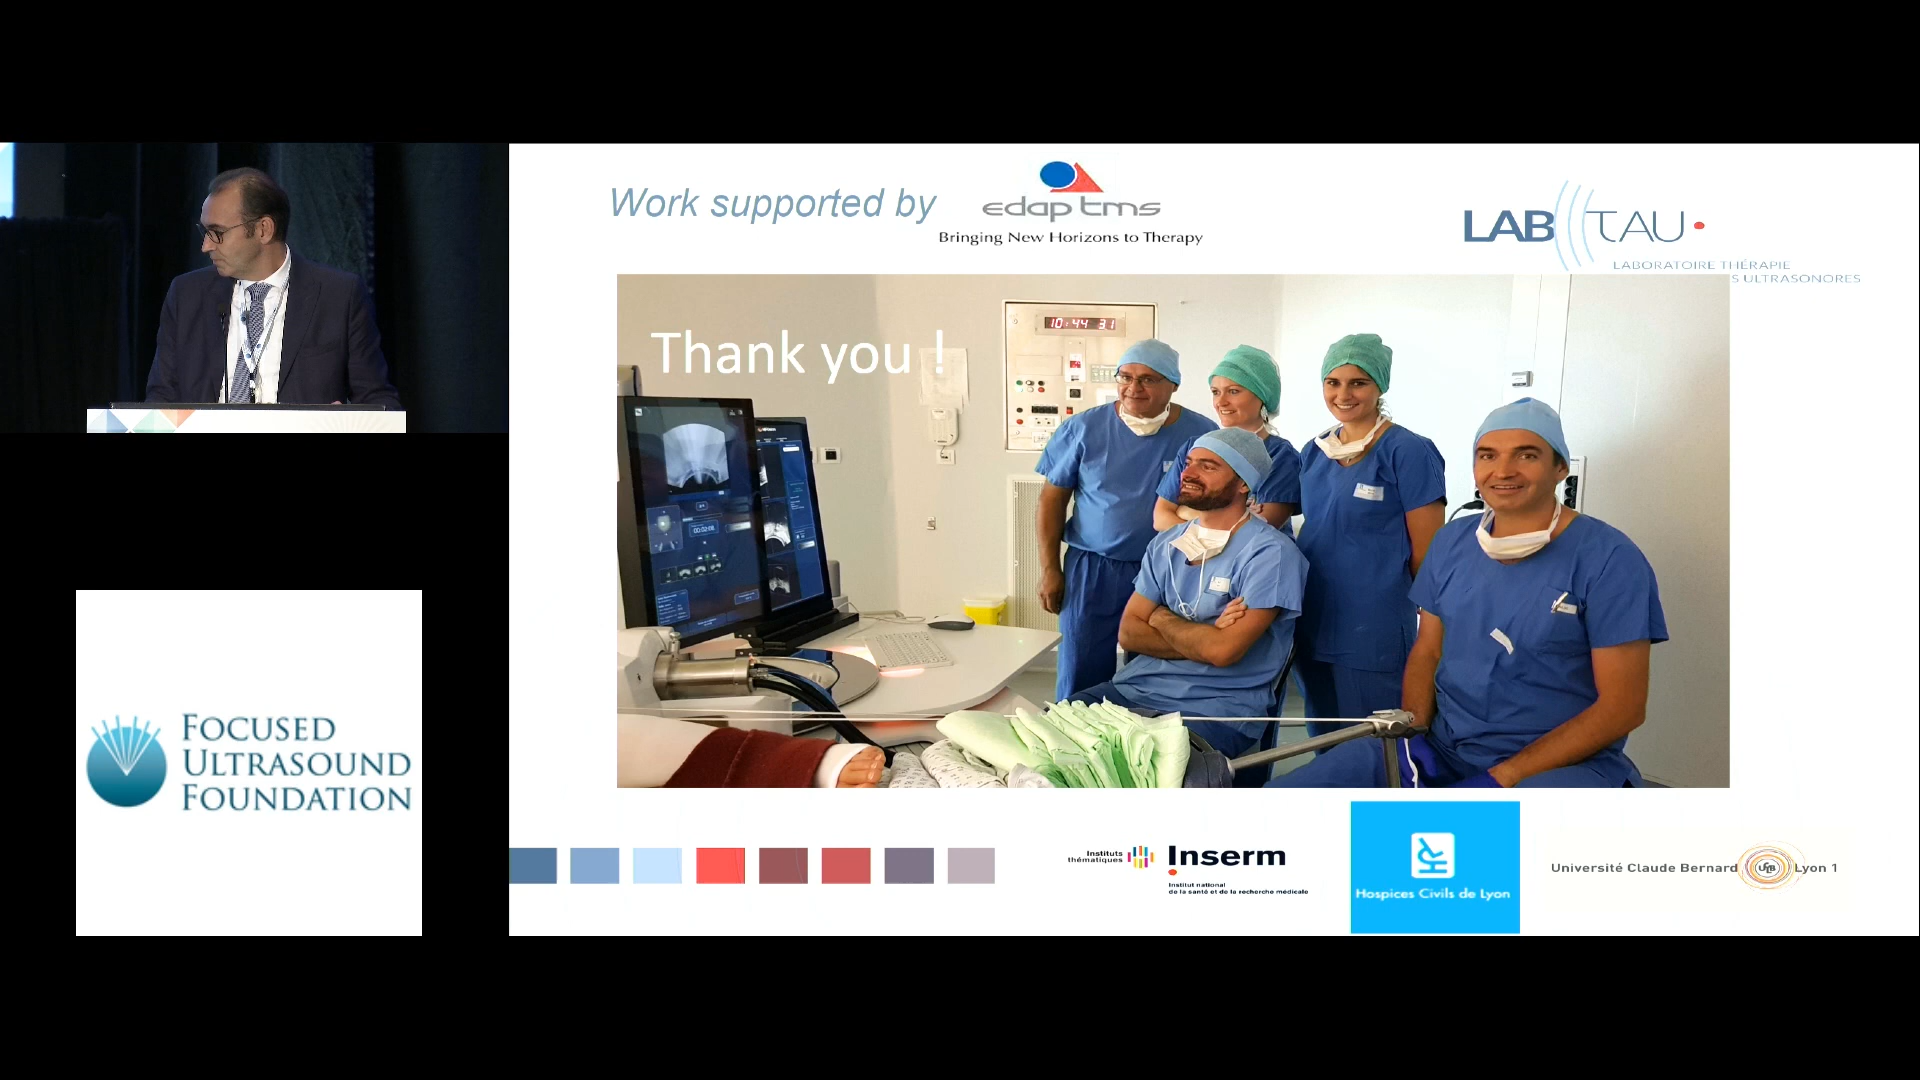 Work supported by
edap tms
Bringing New Horizons to Therapy
LAB TAU
LABORATOIRE THÉRAPIE
S ULTRASONORES
Thank you !
10:44 31
FOCUSED
ULTRASOUND
FOUNDATION
Instituts
thématiques
Inserm
Institut national
de la santé et de la recherche médicale
Hospices Civils de Lyon
Université Claude Bernard Lyon 1